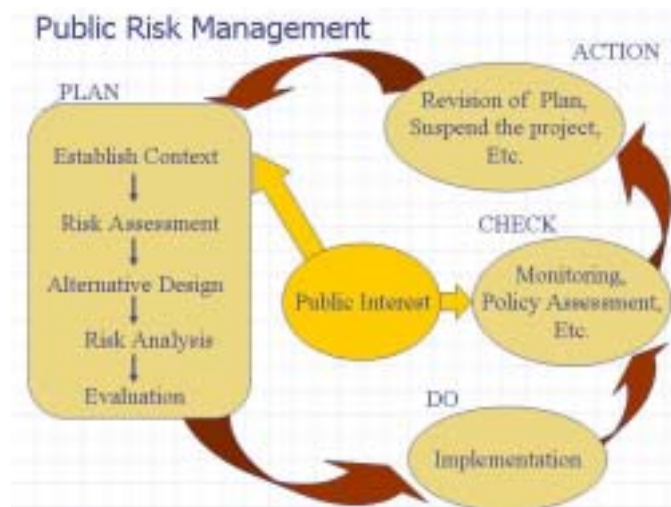 Public Risk Management
PLAN
Establish Context
Risk Assessment
Alternative Design
Risk Analysis
Evaluation
ACTION
Revision of Plan,
Suspend the project,
Etc.
CHECK
Monitoring,
Policy Assessment,
Etc.
Public Interest
DO
Implementation